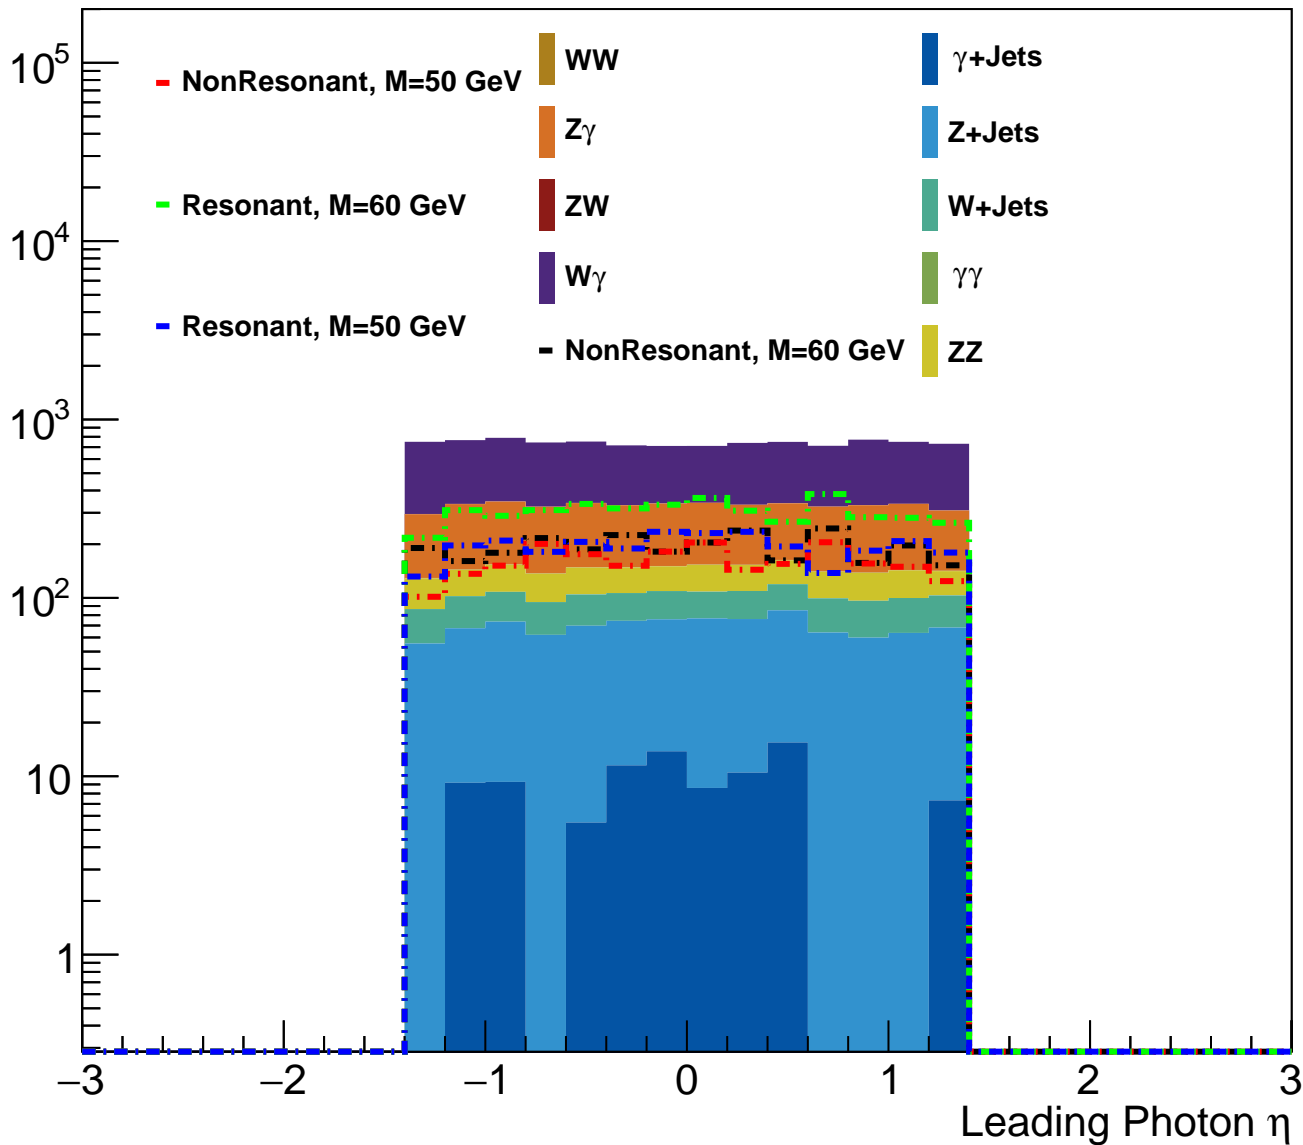 10^5
10^4
10^3
10^2
10
1
NonResonant, M=50 GeV
Resonant, M=60 GeV
Resonant, M=50 GeV
WW
Zγ
ZW
Wγ
NonResonant, M=60 GeV
γ+Jets
Z+Jets
W+Jets
γγ
ZZ
−3 −2 −1 0 1 2 3
Leading Photon η